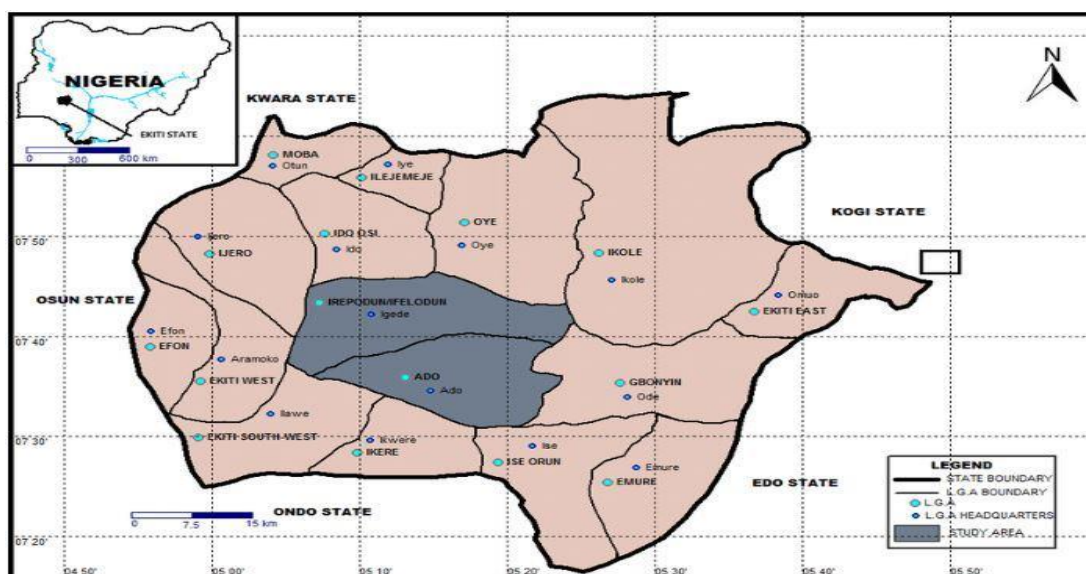 NIGERIA
EKITI STATE
0 300 600 km
N
KWARA STATE
KOGI STATE
OSUN STATE
ONDO STATE
EDO STATE
MOBA
Otun
Iye
ILEJEMEJE
OYE
Oye
IDO OSI
Ido
Ijero
IJERO
IKOLE
Ikole
Omuo
EKITI EAST
IREPODUN/IFELODUN
Igede
Efon
EFON
Aramoko
EKITI WEST
ADO
Ado
GBONYIN
Ode
Ilawe
EKITI SOUTH-WEST
Ikwere
IKERE
Ise
ISE ORUN
Emure
EMURE
0 7.5 15 km
LEGEND
STATE BOUNDARY
L.G.A BOUNDARY
L.G.A
L.G.A HEADQUARTERS
STUDY AREA
07°50'
07°40'
07°30'
07°20'
04°50' 05°00' 05°10' 05°20' 05°30' 05°40' 05°50'